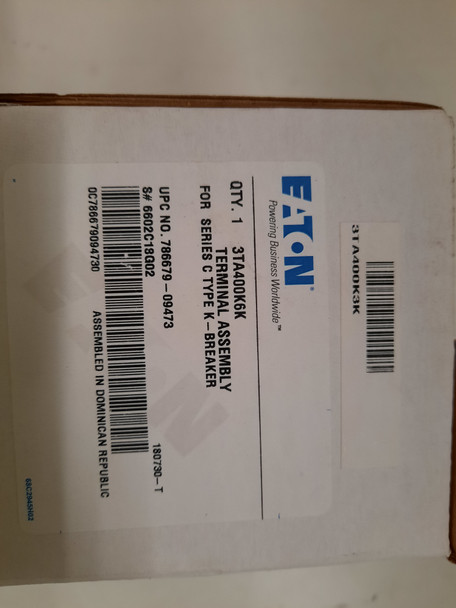 3TA400K3K
EATON
Powering Business Worldwide™
QTY. 1 3TA400K6K
TERMINAL ASSEMBLY
FOR SERIES C TYPE K-BREAKER
UPC NO. 786679-09473
S# 6602C18G02
180730-T
0C786679094730
ASSEMBLED IN DOMINICAN REPUBLIC